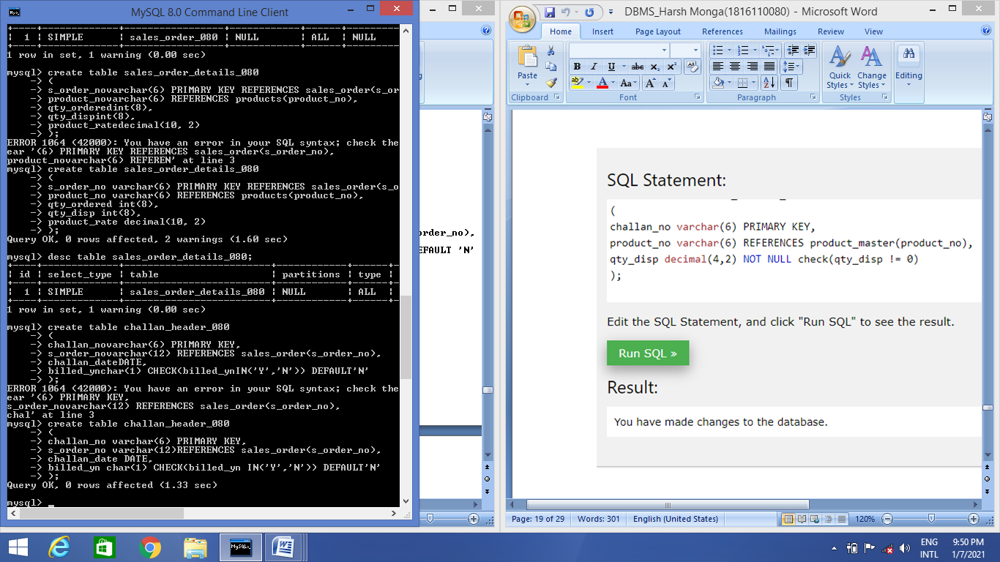 MySQL 8.0 Command Line Client
| 1 | SIMPLE | sales_order_080 | NULL | ALL | NULL
1 row in set, 1 warning (0.00 sec)
mysql> create table sales_order_details_080
-> (
-> s_order_novarchar(6) PRIMARY KEY REFERENCES sales_order(s_or
-> product_novarchar(6) REFERENCES products(product_no),
-> qty_orderedint(8),
-> qty_dispint(8),
-> product_ratedecimal(10, 2)
-> );
ERROR 1064 (42000): You have an error in your SQL syntax; check the
ear '(6) PRIMARY KEY REFERENCES sales_order(s_order_no),
product_novarchar(6) REFEREN' at line 3
mysql> create table sales_order_details_080
-> (
-> s_order_no varchar(6) PRIMARY KEY REFERENCES sales_order(s_o
-> product_no varchar(6) REFERENCES products(product_no),
-> qty_ordered int(8),
-> qty_disp int(8),
-> product_rate decimal(10, 2)
-> );
Query OK, 0 rows affected, 2 warnings (1.60 sec)
mysql> desc table sales_order_details_080;
| id | select_type | table | partitions | type |
| 1 | SIMPLE | sales_order_details_080 | NULL | ALL |
1 row in set, 1 warning (0.00 sec)
mysql> create table challan_header_080
-> (
-> challan_novarchar(6) PRIMARY KEY,
-> s_order_novarchar(12) REFERENCES sales_order(s_order_no),
-> challan_dateDATE,
-> billed_ynchar(1) CHECK(billed_ynIN('Y','N')) DEFAULT'N'
-> );
ERROR 1064 (42000): You have an error in your SQL syntax; check the
ear '(6) PRIMARY KEY,
s_order_novarchar(12) REFERENCES sales_order(s_order_no),
chal' at line 3
mysql> create table challan_header_080
-> (
-> challan_no varchar(6) PRIMARY KEY,
-> s_order_no varchar(12)REFERENCES sales_order(s_order_no),
-> challan_date DATE,
-> billed_yn char(1) CHECK(billed_yn IN('Y','N')) DEFAULT'N'
-> );
Query OK, 0 rows affected (1.33 sec)
mysql>
order_no),
EFAULT 'N'
DBMS_Harsh Monga(1816110080) - Microsoft Word
Home Insert Page Layout References Mailings Review View
Paste
B I U abc x₂ x²
Aa A A
Quick Styles
Change Styles
Editing
Clipboard Font Paragraph Styles
SQL Statement:
(
challan_no varchar(6) PRIMARY KEY,
product_no varchar(6) REFERENCES product_master(product_no),
qty_disp decimal(4,2) NOT NULL check(qty_disp != 0)
);
Edit the SQL Statement, and click "Run SQL" to see the result.
Run SQL »
Result:
You have made changes to the database.
Page: 19 of 29 Words: 301 English (United States) 120%
ENG 9:50 PM
INTL 1/7/2021